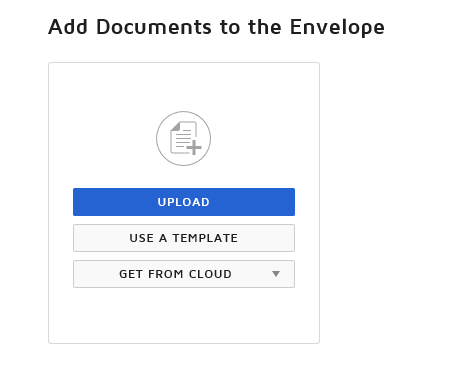 Add Documents to the Envelope
UPLOAD
USE A TEMPLATE
GET FROM CLOUD